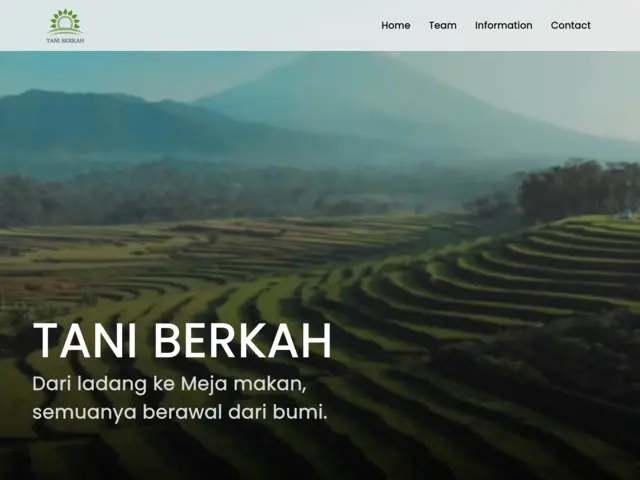 TANI BERKAH
Home Team Information Contact
TANI BERKAH
Dari ladang ke Meja makan,
semuanya berawal dari bumi.